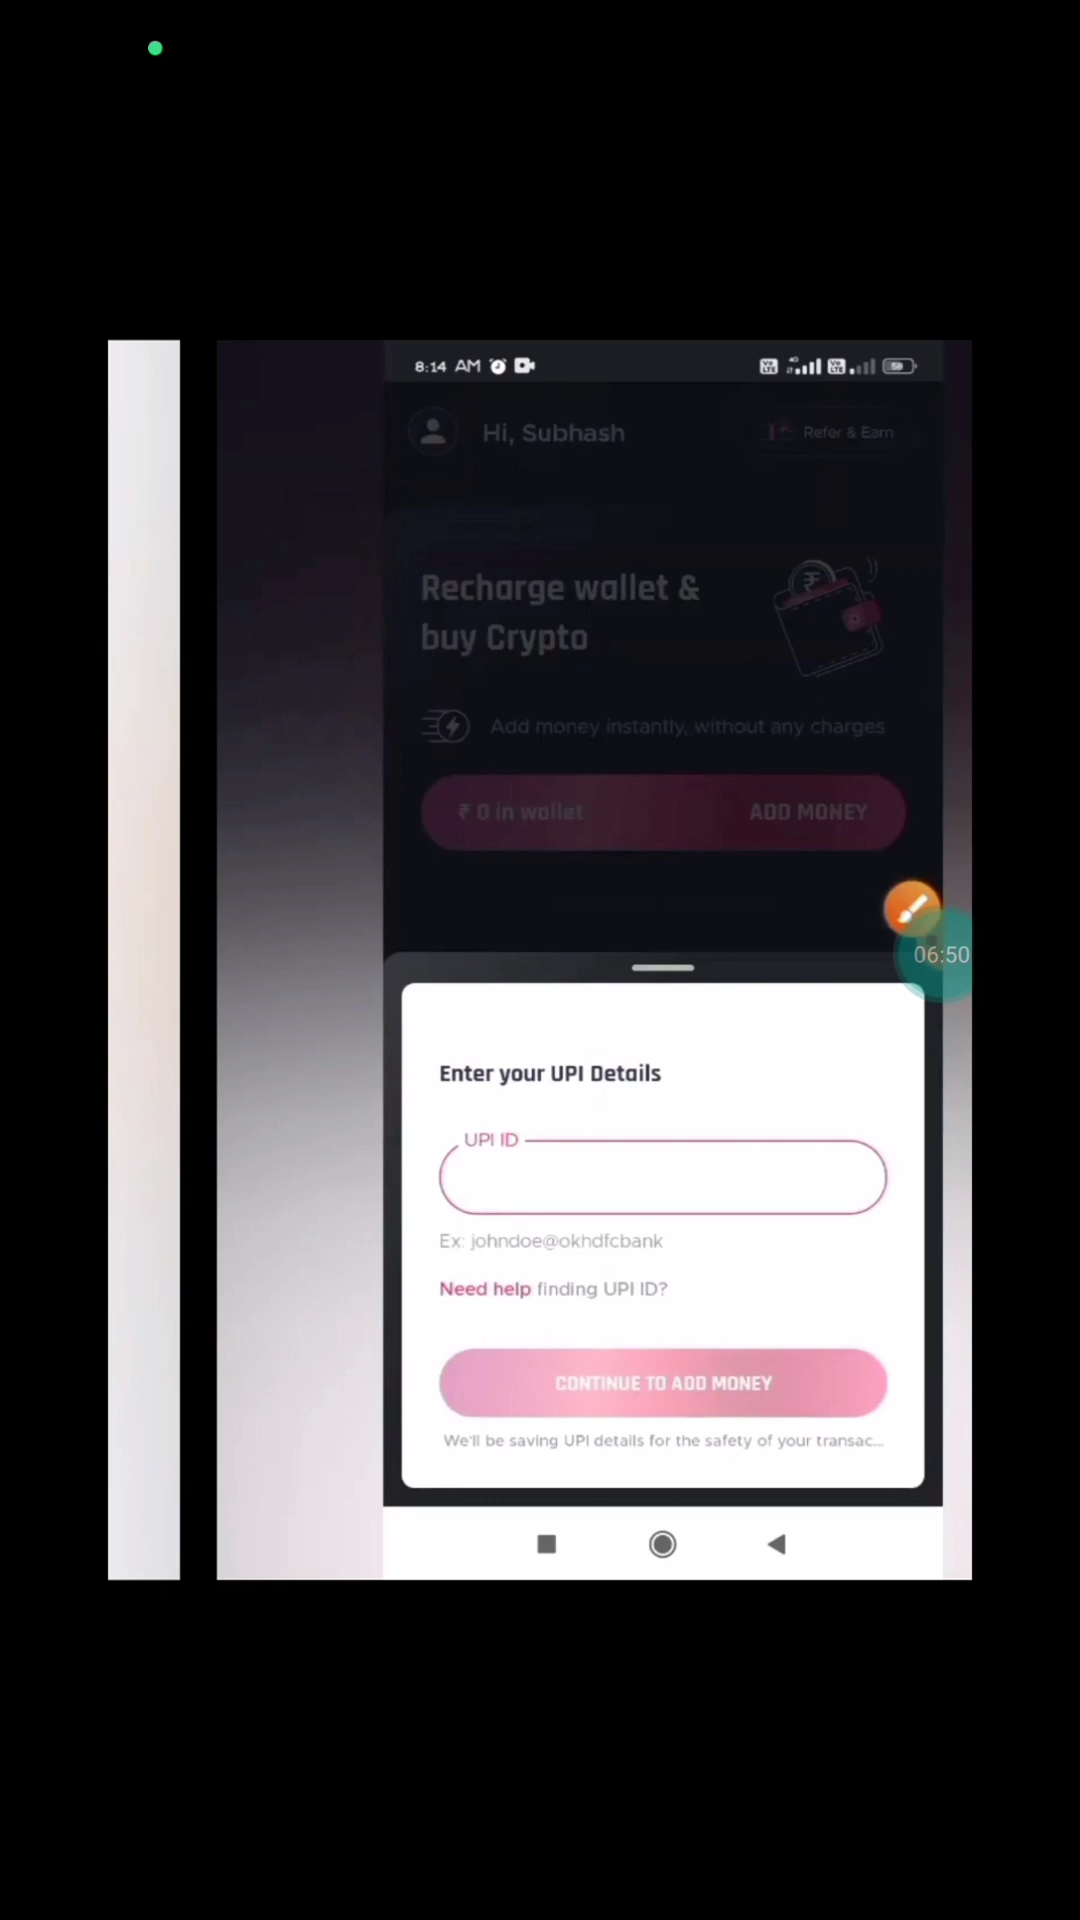 8:14 AM
Hi, Subhash
Refer & Earn
Recharge wallet &
buy Crypto
Add money instantly, without any charges
₹ 0 in wallet
ADD MONEY
06:50
Enter your UPI Details
UPI ID
Ex: johndoe@okhdfcbank
Need help finding UPI ID?
CONTINUE TO ADD MONEY
We'll be saving UPI details for the safety of your transac...